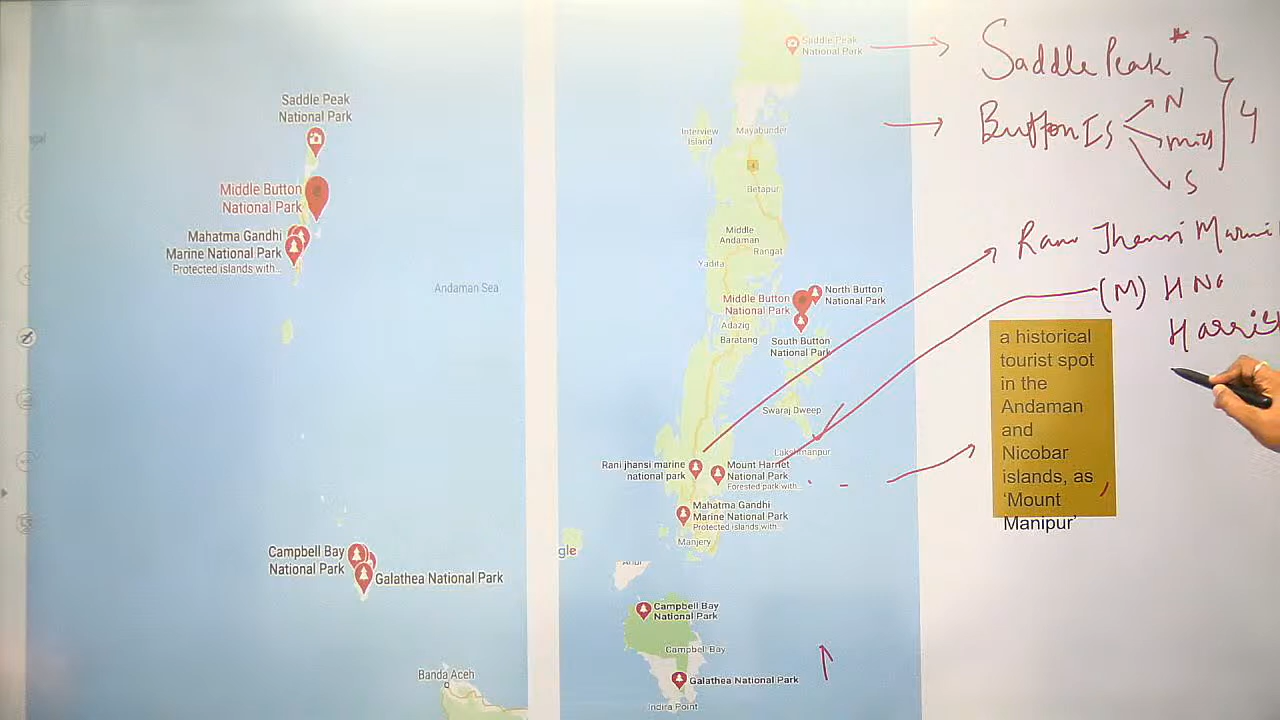 Saddle Peak
National Park
Middle Button
National Park
Mahatma Gandhi
Marine National Park
Protected islands with...
Andaman Sea
Campbell Bay
National Park
Galathea National Park
Banda Aceh
Saddle Peak
National Park
Interview
Island
Mayabunder
4
Betapur
Middle
Andaman
Rangat
Yadita
Middle Button
National Park
North Button
National Park
Adazig
Baratang
South Button
National Park
Swaraj Dweep
Lakshmanpur
Rani jhansi marine
national park
Mount Harriet
National Park
Forested park with...
Mahatma Gandhi
Marine National Park
Protected islands with...
Manjery
gle
Campbell Bay
National Park
Campbell Bay
Galathea National Park
Indira Point
Saddle Peak*
Button Is N
mid
S
4
Rani Jhansi
(M) H
a historical
tourist spot
in the
Andaman
and
Nicobar
islands, as
‘Mount
Manipur’